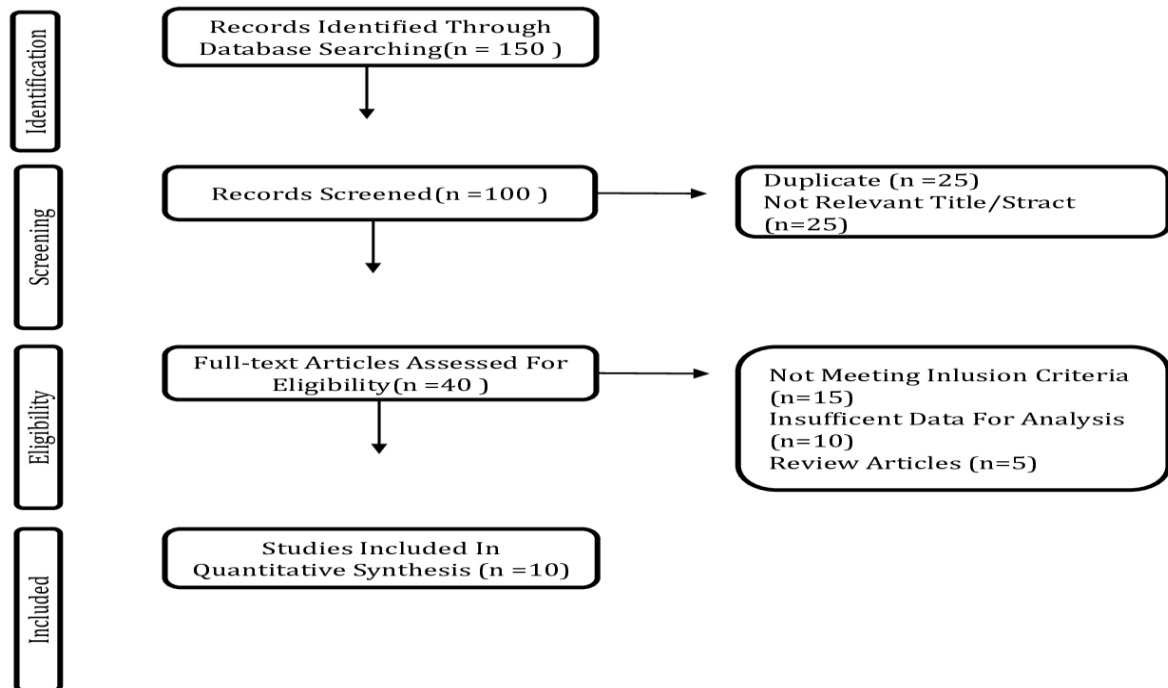 Identification
Records Identified Through
Database Searching(n = 150 )
Screening
Records Screened(n =100 )
Duplicate (n =25)
Not Relevant Title/Stract
(n=25)
Eligibility
Full-text Articles Assessed For
Eligibility(n =40 )
Not Meeting Inlusion Criteria
(n=15)
Insufficent Data For Analysis
(n=10)
Review Articles (n=5)
Included
Studies Included In
Quantitative Synthesis (n =10)